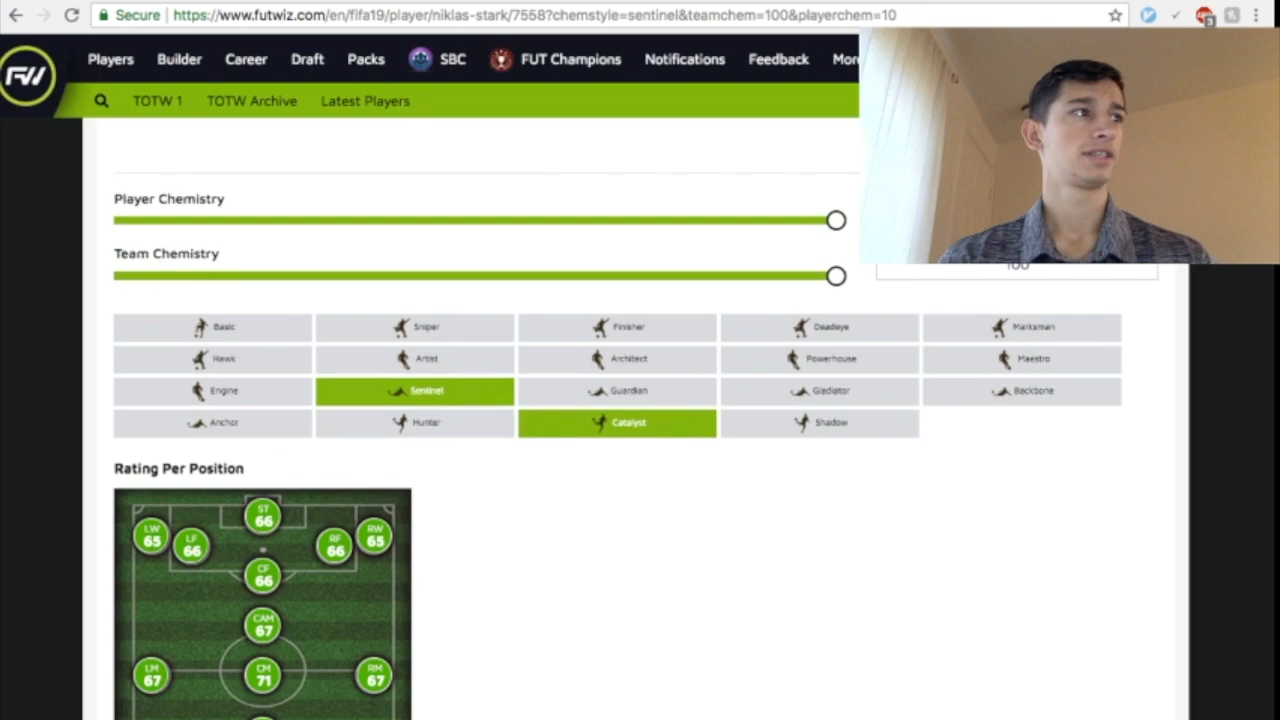 Secure https://www.futwiz.com/en/fifa19/player/niklas-stark/7558?chemstyle=sentinel&teamchem=100&playerchem=10
3
FW Players Builder Career Draft Packs SBC FUT Champions Notifications Feedback Mor
TOTW 1 TOTW Archive Latest Players
Player Chemistry
Team Chemistry
100
Basic Sniper Finisher Deadeye Marksman
Hawk Artist Architect Powerhouse Maestro
Engine Sentinel Guardian Gladiator Backbone
Anchor Hunter Catalyst Shadow
Rating Per Position
ST
66
LW
65
LF
66
RF
66
RW
65
CF
66
CAM
67
LM
67
CM
71
RM
67